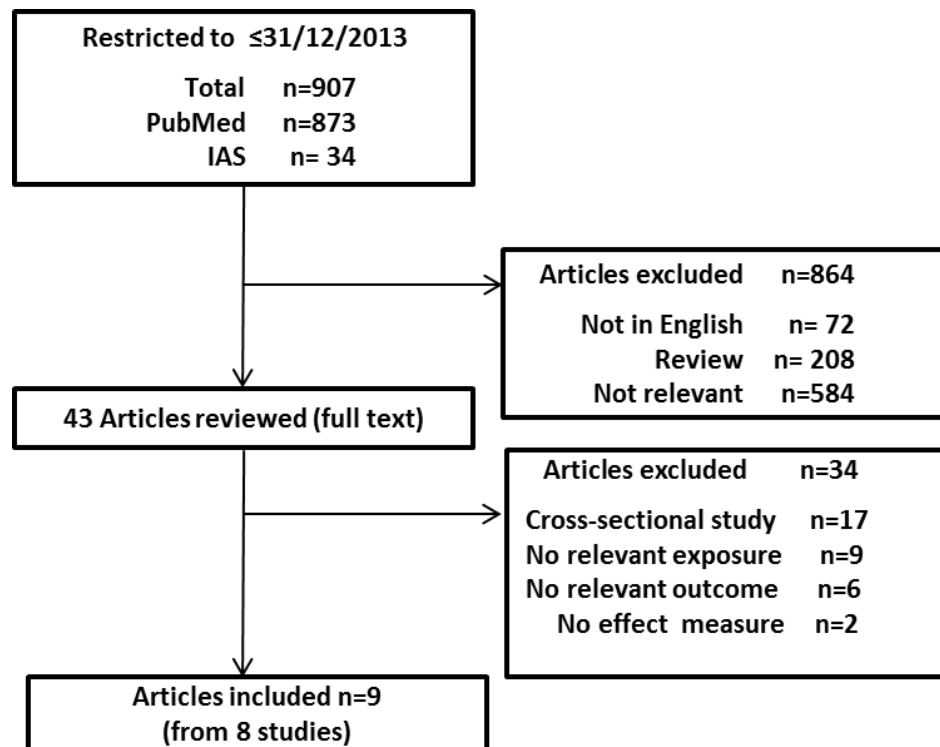 Restricted to ≤31/12/2013
Total n=907
PubMed n=873
IAS n= 34
Articles excluded n=864
Not in English n= 72
Review n= 208
Not relevant n=584
43 Articles reviewed (full text)
Articles excluded n=34
Cross-sectional study n=17
No relevant exposure n=9
No relevant outcome n=6
No effect measure n=2
Articles included n=9
(from 8 studies)